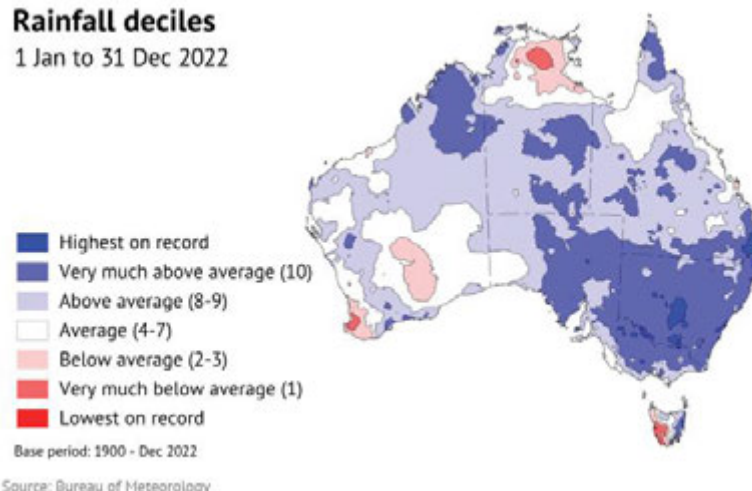 Rainfall deciles
1 Jan to 31 Dec 2022
Highest on record
Very much above average (10)
Above average (8-9)
Average (4-7)
Below average (2-3)
Very much below average (1)
Lowest on record
Base period: 1900 - Dec 2022
Source: Bureau of Meteorology